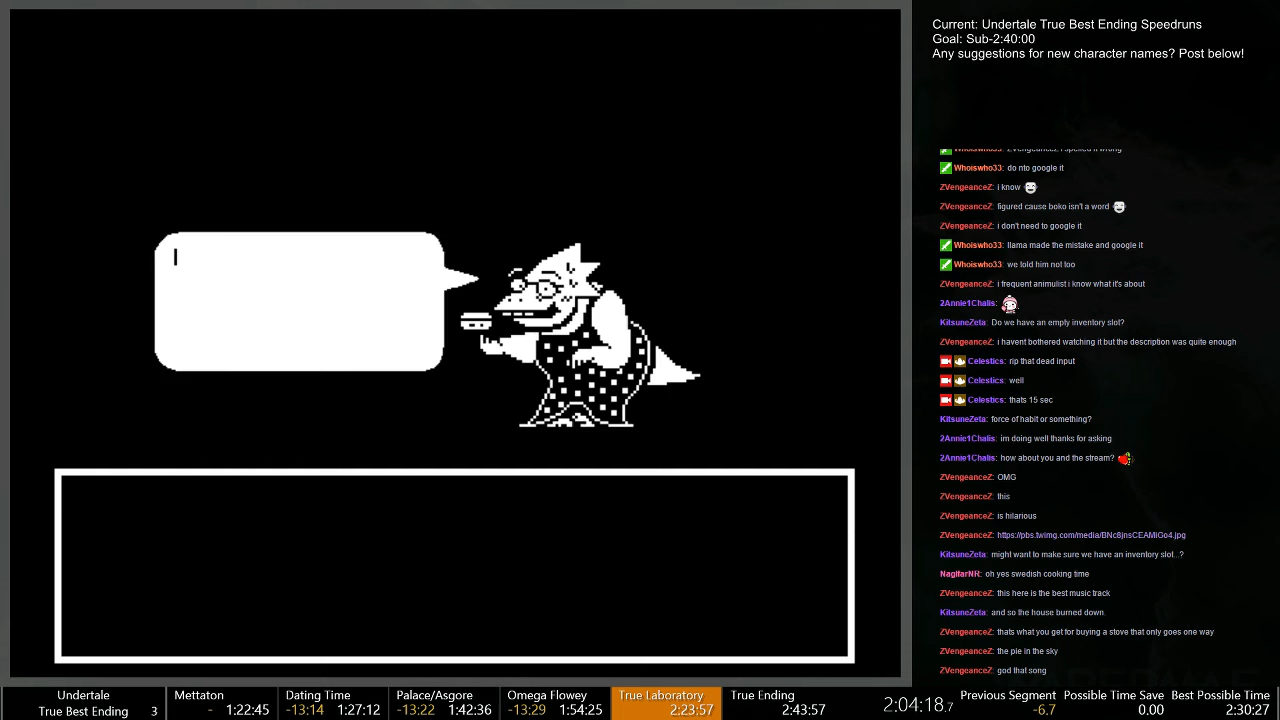 Current: Undertale True Best Ending Speedruns
Goal: Sub-2:40:00
Any suggestions for new character names? Post below!
Whoiswho33: do nto google it
ZVengeanceZ: i know
ZVengeanceZ: figured cause boko isn't a word
ZVengeanceZ: i don't need to google it
Whoiswho33: llama made the mistake and google it
Whoiswho33: we told him not too
ZVengeanceZ: i frequent animulist i know what it's about
2Annie1Chalis:
KitsuneZeta: Do we have an empty inventory slot?
ZVengeanceZ: i havent bothered watching it but the description was quite enough
Celestics: rip that dead input
Celestics: well
Celestics: thats 15 sec
KitsuneZeta: force of habit or something?
2Annie1Chalis: im doing well thanks for asking
2Annie1Chalis: how about you and the stream?
ZVengeanceZ: OMG
ZVengeanceZ: this
ZVengeanceZ: is hilarious
ZVengeanceZ: https://pbs.twimg.com/media/BNc8jnsCEAMiGo4.jpg
KitsuneZeta: might want to make sure we have an inventory slot...?
NaglfarNR: oh yes swedish cooking time
ZVengeanceZ: this here is the best music track
KitsuneZeta: and so the house burned down.
ZVengeanceZ: thats what you get for buying a stove that only goes one way
ZVengeanceZ: the pie in the sky
ZVengeanceZ: god that song
Undertale Mettaton Dating Time Palace/Asgore Omega Flowey True Laboratory True Ending 2:04:18.7 Previous Segment Possible Time Save Best Possible Time
True Best Ending 3 - 1:22:45 -13:14 1:27:12 -13:22 1:42:36 -13:29 1:54:25 2:23:57 2:43:57 -6.7 0.00 2:30:27